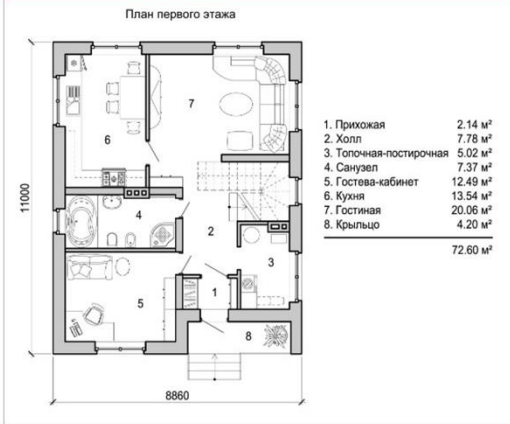 План первого этажа
1. Прихожая 2.14 м²
2. Холл 7.78 м²
3. Топочная-постирочная 5.02 м²
4. Санузел 7.37 м²
5. Гостева-кабинет 12.49 м²
6. Кухня 13.54 м²
7. Гостиная 20.06 м²
8. Крыльцо 4.20 м²
72.60 м²
7
6
4
2
3
1
5
8
11000
8860